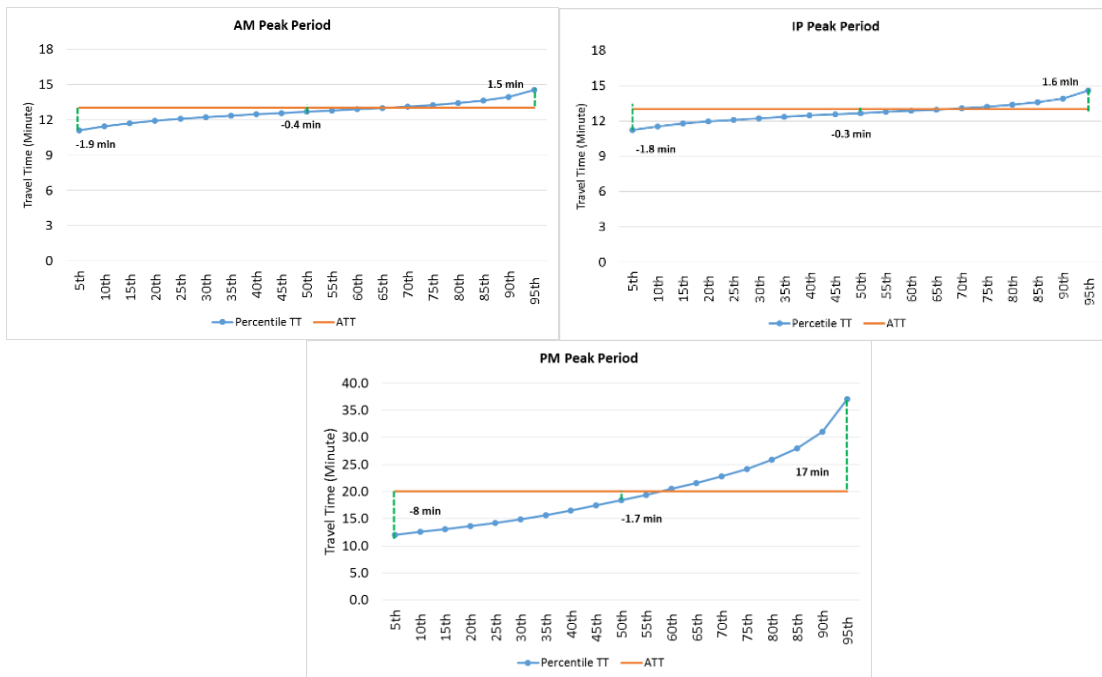 AM Peak Period
Travel Time (Minute)
18
15
12
9
6
3
0
-1.9 min
-0.4 min
1.5 min
5th 10th 15th 20th 25th 30th 35th 40th 45th 50th 55th 60th 65th 70th 75th 80th 85th 90th 95th
Percentile TT ATT
IP Peak Period
Travel Time (Minute)
18
15
12
9
6
3
0
-1.8 min
-0.3 min
1.6 min
5th 10th 15th 20th 25th 30th 35th 40th 45th 50th 55th 60th 65th 70th 75th 80th 85th 90th 95th
Percetile TT ATT
PM Peak Period
Travel Time (Minute)
40.0
35.0
30.0
25.0
20.0
15.0
10.0
5.0
0.0
-8 min
-1.7 min
17 min
5th 10th 15th 20th 25th 30th 35th 40th 45th 50th 55th 60th 65th 70th 75th 80th 85th 90th 95th
Percentile TT ATT